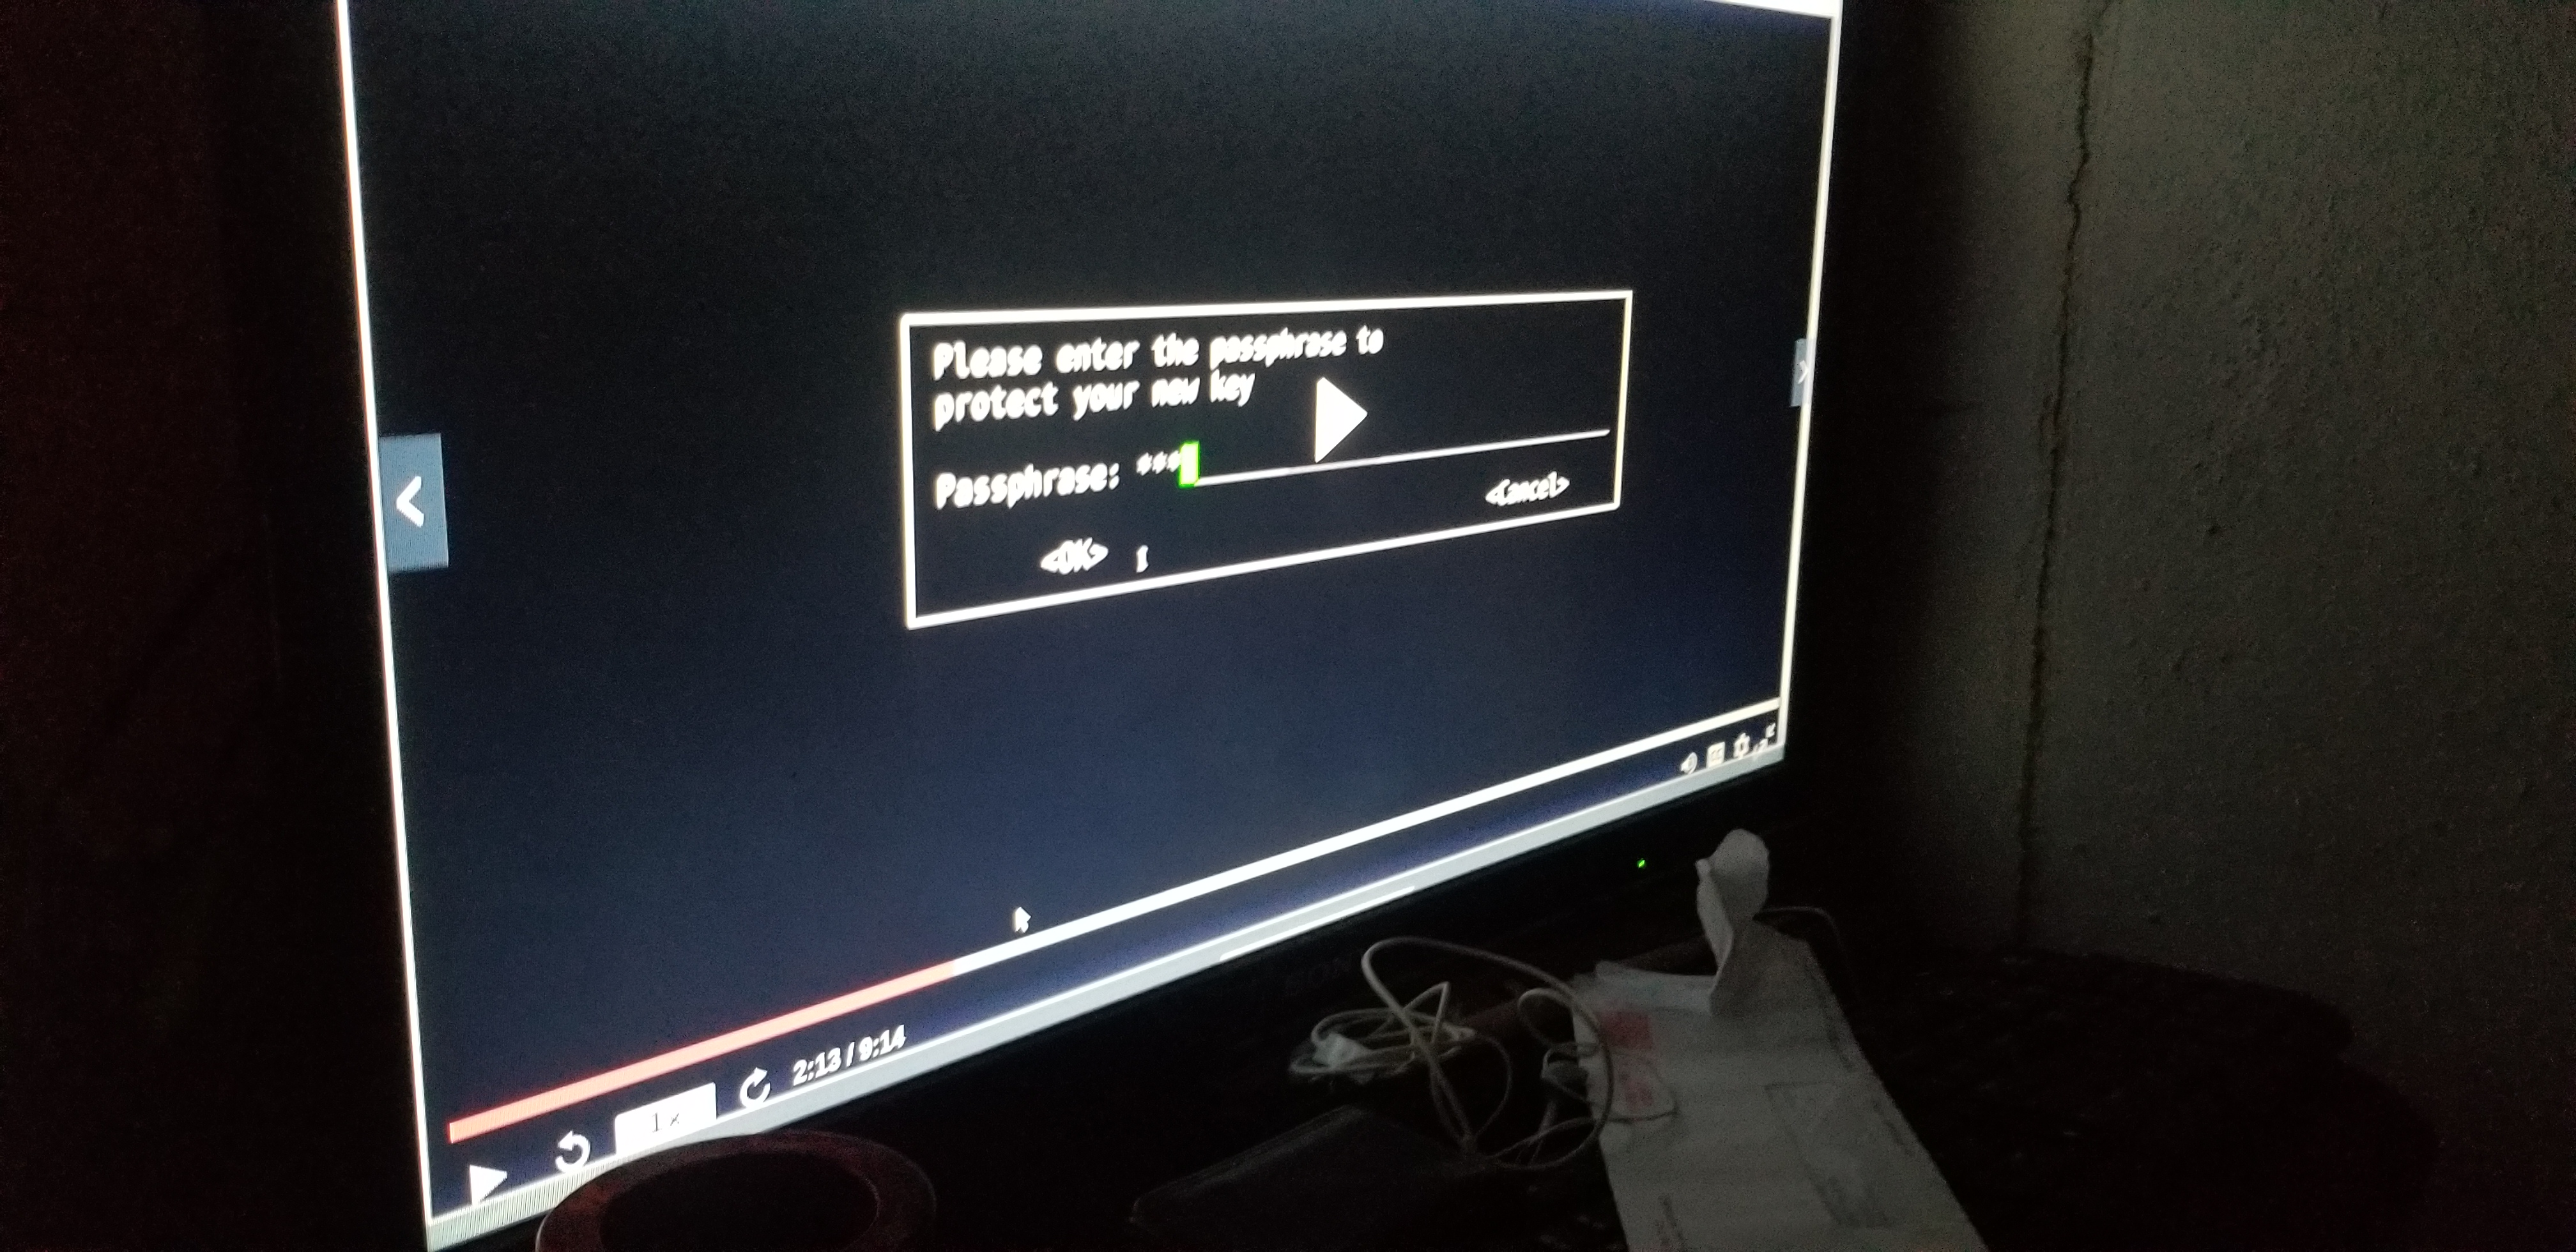 Please enter the passphrase to
protect your new key
Passphrase: ***
<OK>
<Cancel>
2:13 / 9:14
1x